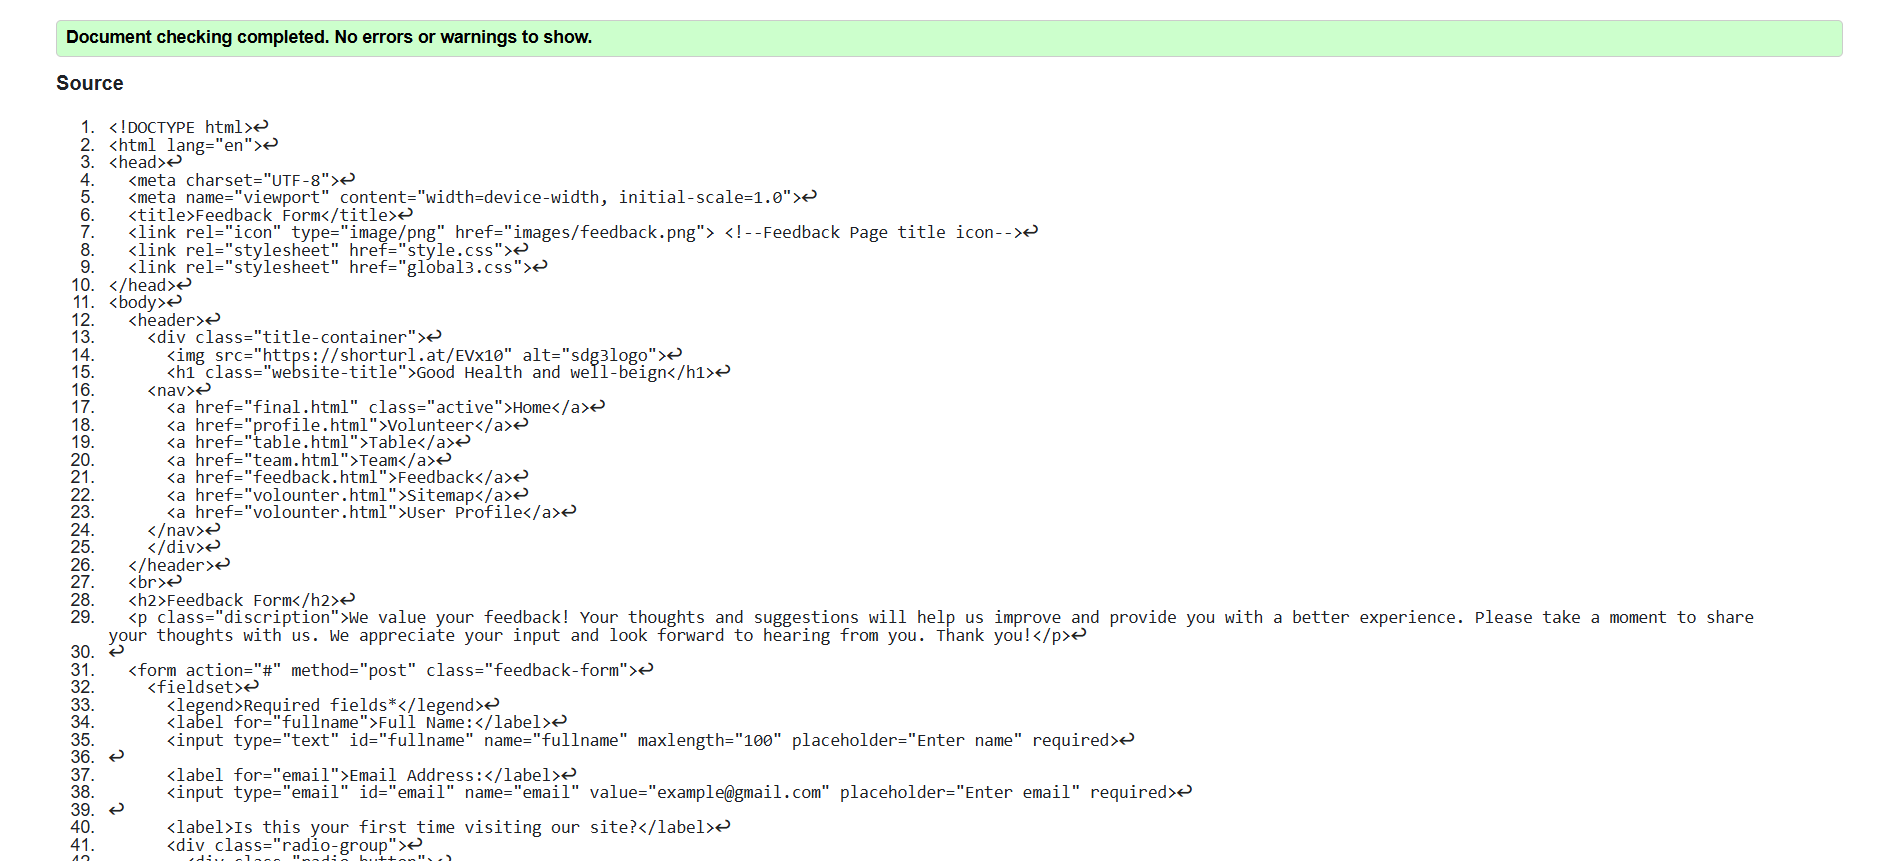 Document checking completed. No errors or warnings to show.
Source
1. <!DOCTYPE html>↩
2. <html lang="en">↩
3. <head>↩
4.   <meta charset="UTF-8">↩
5.   <meta name="viewport" content="width=device-width, initial-scale=1.0">↩
6.   <title>Feedback Form</title>↩
7.   <link rel="icon" type="image/png" href="images/feedback.png"> <!--Feedback Page title icon-->↩
8.   <link rel="stylesheet" href="style.css">↩
9.   <link rel="stylesheet" href="global3.css">↩
10. </head>↩
11. <body>↩
12.   <header>↩
13.     <div class="title-container">↩
14.       <img src="https://shorturl.at/EVx10" alt="sdg3logo">↩
15.       <h1 class="website-title">Good Health and well-beign</h1>↩
16.     <nav>↩
17.       <a href="final.html" class="active">Home</a>↩
18.       <a href="profile.html">Volunteer</a>↩
19.       <a href="table.html">Table</a>↩
20.       <a href="team.html">Team</a>↩
21.       <a href="feedback.html">Feedback</a>↩
22.       <a href="volounter.html">Sitemap</a>↩
23.       <a href="volounter.html">User Profile</a>↩
24.     </nav>↩
25.     </div>↩
26.   </header>↩
27.   <br>↩
28.   <h2>Feedback Form</h2>↩
29.   <p class="discription">We value your feedback! Your thoughts and suggestions will help us improve and provide you with a better experience. Please take a moment to share
your thoughts with us. We appreciate your input and look forward to hearing from you. Thank you!</p>↩
30. ↩
31.   <form action="#" method="post" class="feedback-form">↩
32.     <fieldset>↩
33.       <legend>Required fields*</legend>↩
34.       <label for="fullname">Full Name:</label>↩
35.       <input type="text" id="fullname" name="fullname" maxlength="100" placeholder="Enter name" required>↩
36. ↩
37.       <label for="email">Email Address:</label>↩
38.       <input type="email" id="email" name="email" value="example@gmail.com" placeholder="Enter email" required>↩
39. ↩
40.       <label>Is this your first time visiting our site?</label>↩
41.       <div class="radio-group">↩
42.         <div class="radio-button">↩